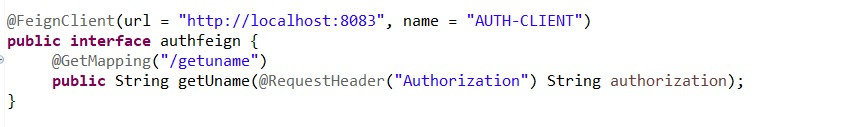 @FeignClient(url = "http://localhost:8083", name = "AUTH-CLIENT")
public interface authfeign {
    @GetMapping("/getuname")
    public String getUname(@RequestHeader("Authorization") String authorization);
}